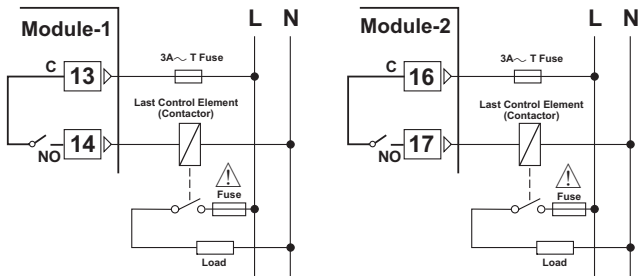 L N
Module-1
3A∼ T Fuse
C 13
Last Control Element
(Contactor)
NO 14
Fuse
Load
L N
Module-2
3A∼ T Fuse
C 16
Last Control Element
(Contactor)
NO 17
Fuse
Load